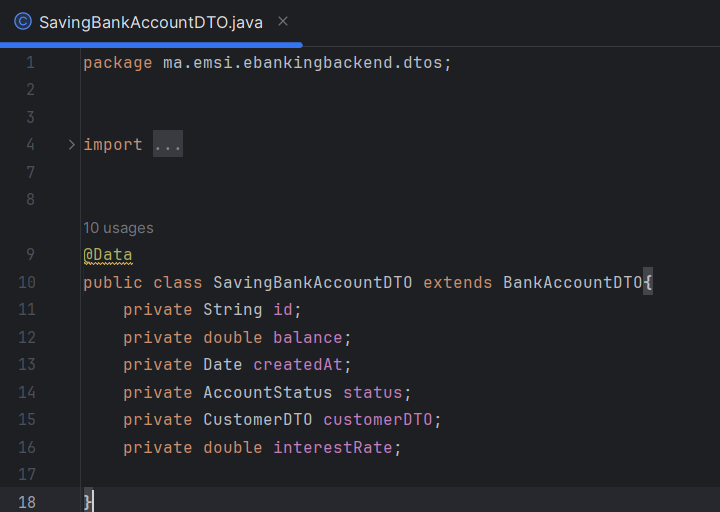 SavingBankAccountDTO.java
1 package ma.emsi.ebankingbackend.dtos;
2
3
4 import ...
7
8
10 usages
9 @Data
10 public class SavingBankAccountDTO extends BankAccountDTO{
11 private String id;
12 private double balance;
13 private Date createdAt;
14 private AccountStatus status;
15 private CustomerDTO customerDTO;
16 private double interestRate;
17
18 }